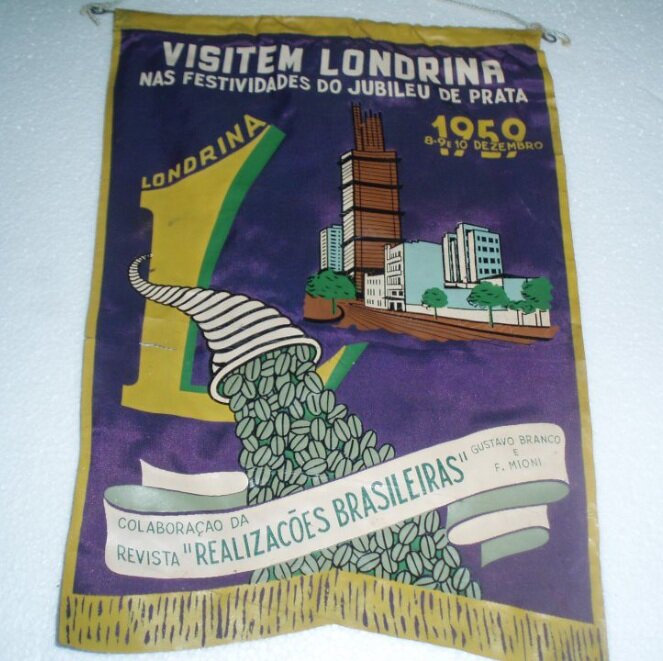 VISITEM LONDRINA
NAS FESTIVIDADES DO JUBILEU DE PRATA
1959
8-9 E 10 DEZEMBRO
LONDRINA
GUSTAVO BRANCO
E
F. MIONI
COLABORAÇAO DA
REVISTA "REALIZACÕES BRASILEIRAS"